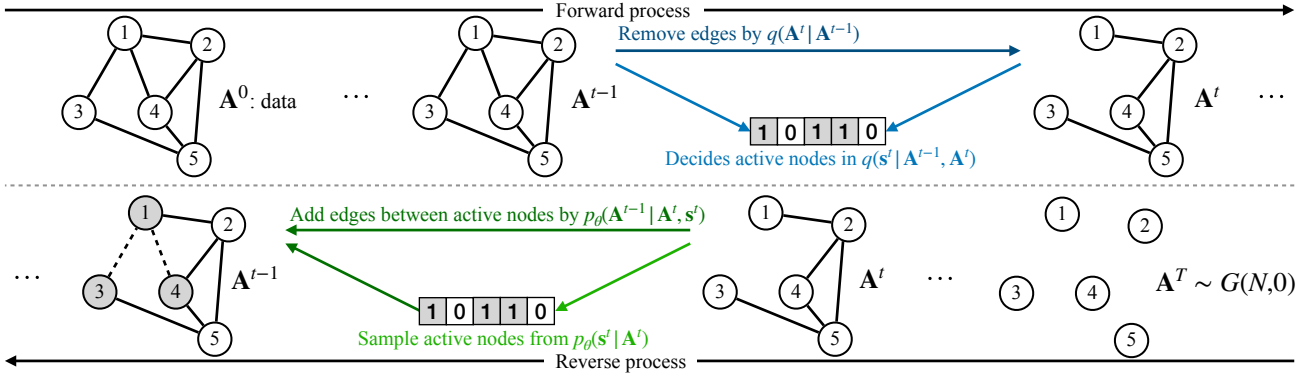 Forward process
1 2 3 4 5
A⁰: data
...
1 2 3 4 5
Aᵗ⁻¹
Remove edges by q(Aᵗ | Aᵗ⁻¹)
1 0 1 1 0
Decides active nodes in q(sᵗ | Aᵗ⁻¹, Aᵗ)
1 2 3 4 5
Aᵗ
...
...
1 2 3 4 5
Aᵗ⁻¹
Add edges between active nodes by pθ(Aᵗ⁻¹ | Aᵗ, sᵗ)
1 0 1 1 0
Sample active nodes from pθ(sᵗ | Aᵗ)
1 2 3 4 5
Aᵗ
...
1 2 3 4 5
Aᵀ ∼ G(N,0)
Reverse process